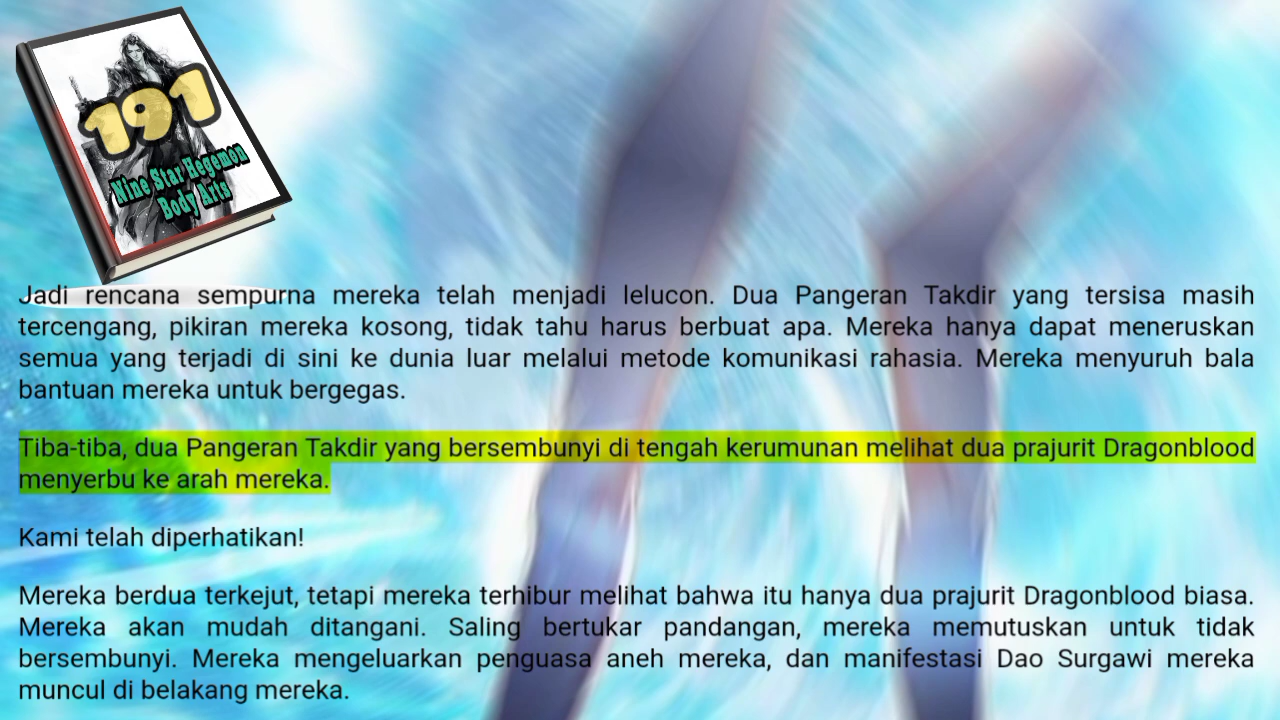 191
Nine Star Hegemon
Body Arts
Jadi rencana sempurna mereka telah menjadi lelucon. Dua Pangeran Takdir yang tersisa masih
tercengang, pikiran mereka kosong, tidak tahu harus berbuat apa. Mereka hanya dapat meneruskan
semua yang terjadi di sini ke dunia luar melalui metode komunikasi rahasia. Mereka menyuruh bala
bantuan mereka untuk bergegas.
Tiba-tiba, dua Pangeran Takdir yang bersembunyi di tengah kerumunan melihat dua prajurit Dragonblood
menyerbu ke arah mereka.
Kami telah diperhatikan!
Mereka berdua terkejut, tetapi mereka terhibur melihat bahwa itu hanya dua prajurit Dragonblood biasa.
Mereka akan mudah ditangani. Saling bertukar pandangan, mereka memutuskan untuk tidak
bersembunyi. Mereka mengeluarkan penguasa aneh mereka, dan manifestasi Dao Surgawi mereka
muncul di belakang mereka.